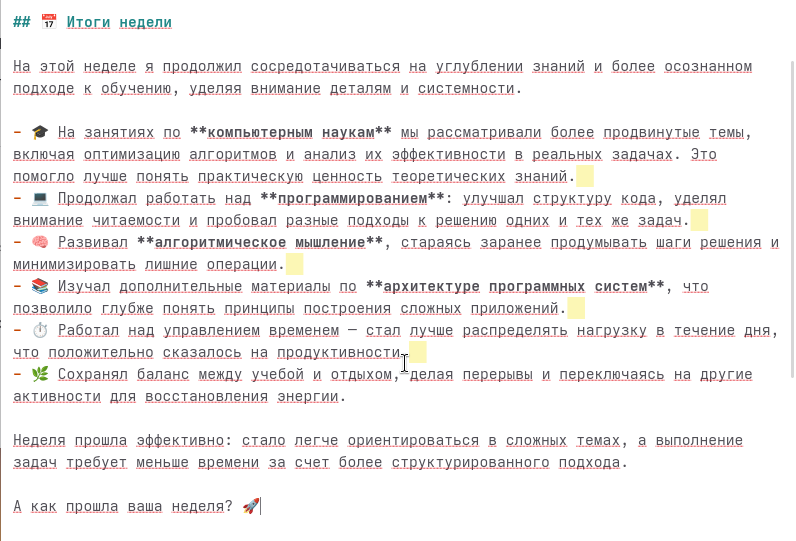 ## 📅 Итоги недели
На этой неделе я продолжил сосредотачиваться на углублении знаний и более осознанном
подходе к обучению, уделяя внимание деталям и системности.
- 🎓 На занятиях по **компьютерным наукам** мы рассматривали более продвинутые темы,
включая оптимизацию алгоритмов и анализ их эффективности в реальных задачах. Это
помогло лучше понять практическую ценность теоретических знаний.
- 💻 Продолжал работать над **программированием**: улучшал структуру кода, уделял
внимание читаемости и пробовал разные подходы к решению одних и тех же задач.
- 🧠 Развивал **алгоритмическое мышление**, стараясь заранее продумывать шаги решения и
минимизировать лишние операции.
- 📚 Изучал дополнительные материалы по **архитектуре программных систем**, что
позволило глубже понять принципы построения сложных приложений.
- ⏱️ Работал над управлением временем — стал лучше распределять нагрузку в течение дня,
что положительно сказалось на продуктивности.
- 🌿 Сохранял баланс между учебой и отдыхом, делая перерывы и переключаясь на другие
активности для восстановления энергии.
Неделя прошла эффективно: стало легче ориентироваться в сложных темах, а выполнение
задач требует меньше времени за счет более структурированного подхода.
А как прошла ваша неделя? 🚀